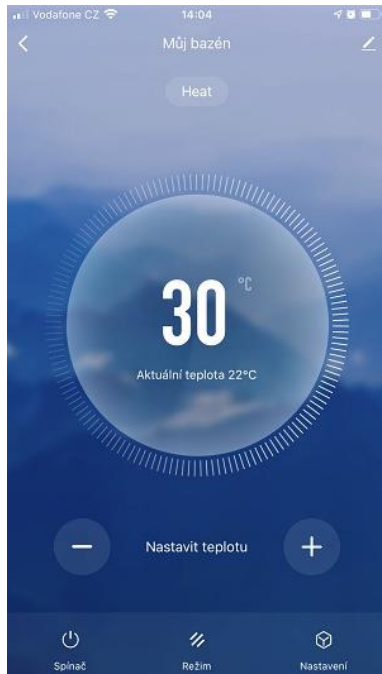 Vodafone CZ 14:04
Můj bazén
Heat
30 °C
Aktuální teplota 22°C
Nastavit teplotu
Spínač Režim Nastavení